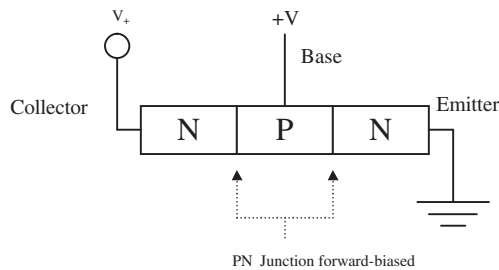 V+
+V
Base
Collector
Emitter
N P N
PN Junction forward-biased